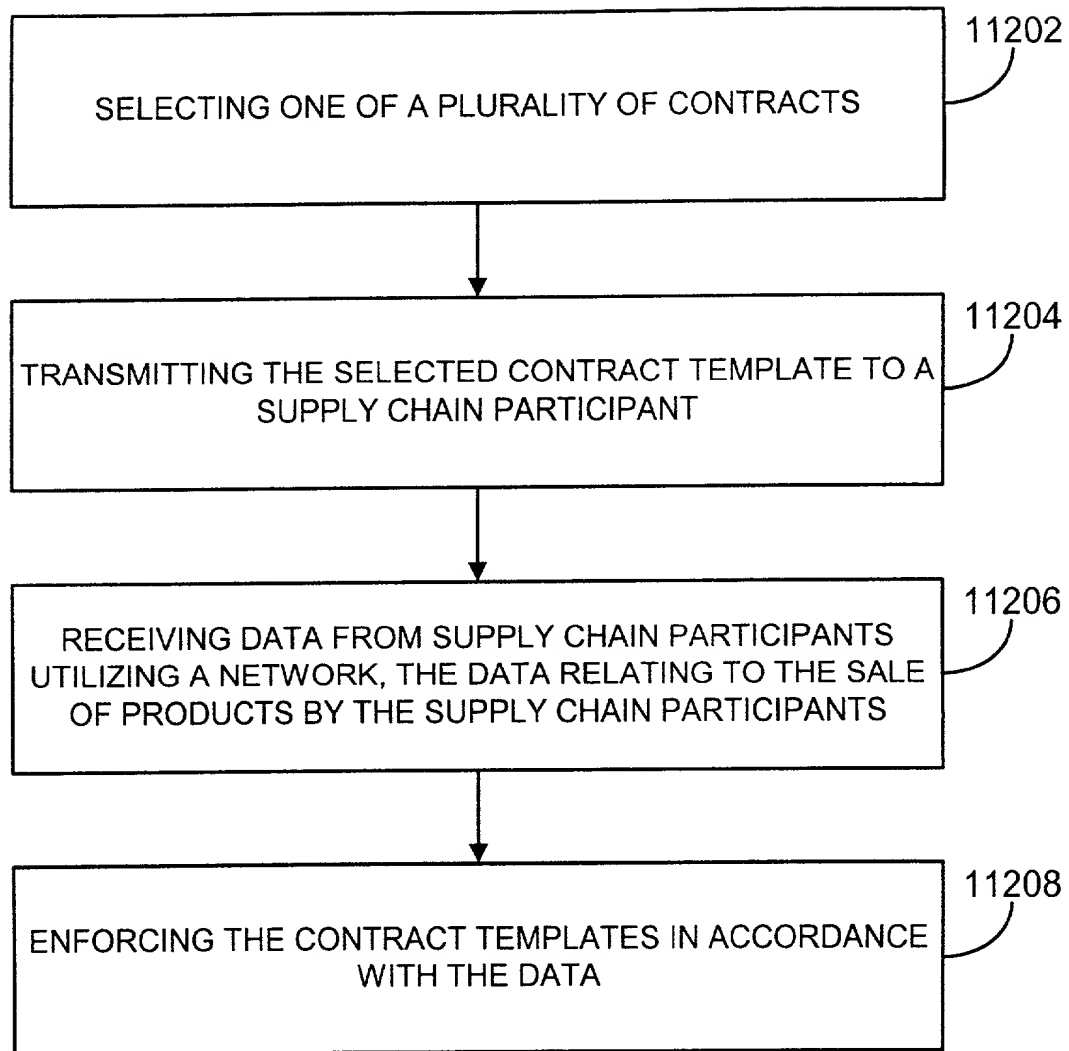 11202
SELECTING ONE OF A PLURALITY OF CONTRACTS
11204
TRANSMITTING THE SELECTED CONTRACT TEMPLATE TO A
SUPPLY CHAIN PARTICIPANT
11206
RECEIVING DATA FROM SUPPLY CHAIN PARTICIPANTS
UTILIZING A NETWORK, THE DATA RELATING TO THE SALE
OF PRODUCTS BY THE SUPPLY CHAIN PARTICIPANTS
11208
ENFORCING THE CONTRACT TEMPLATES IN ACCORDANCE
WITH THE DATA